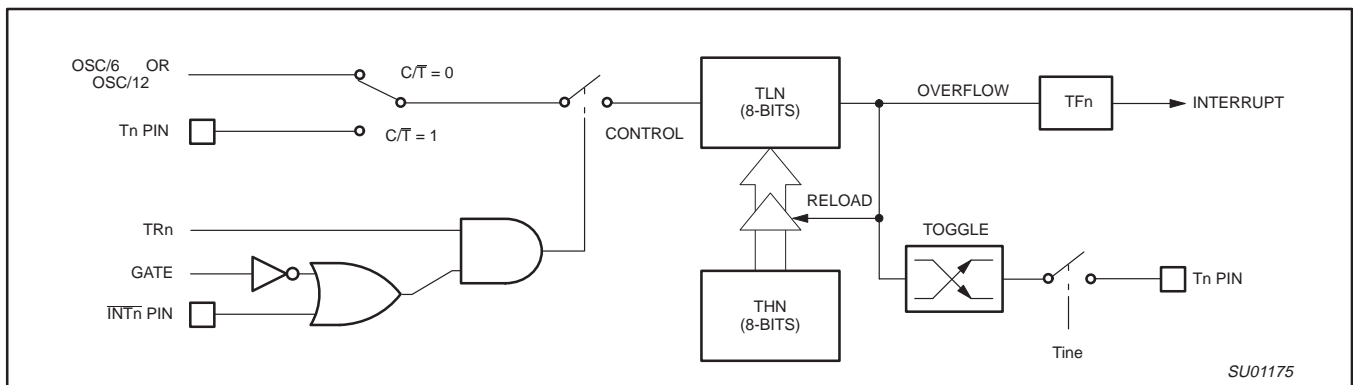 OSC/6 OR
OSC/12
C/T̅ = 0
Tn PIN
C/T̅ = 1
CONTROL
TLN
(8-BITS)
OVERFLOW
TFn
INTERRUPT
RELOAD
TRn
GATE
I̅N̅T̅n̅ PIN
THN
(8-BITS)
TOGGLE
Tn PIN
Tine
SU01175